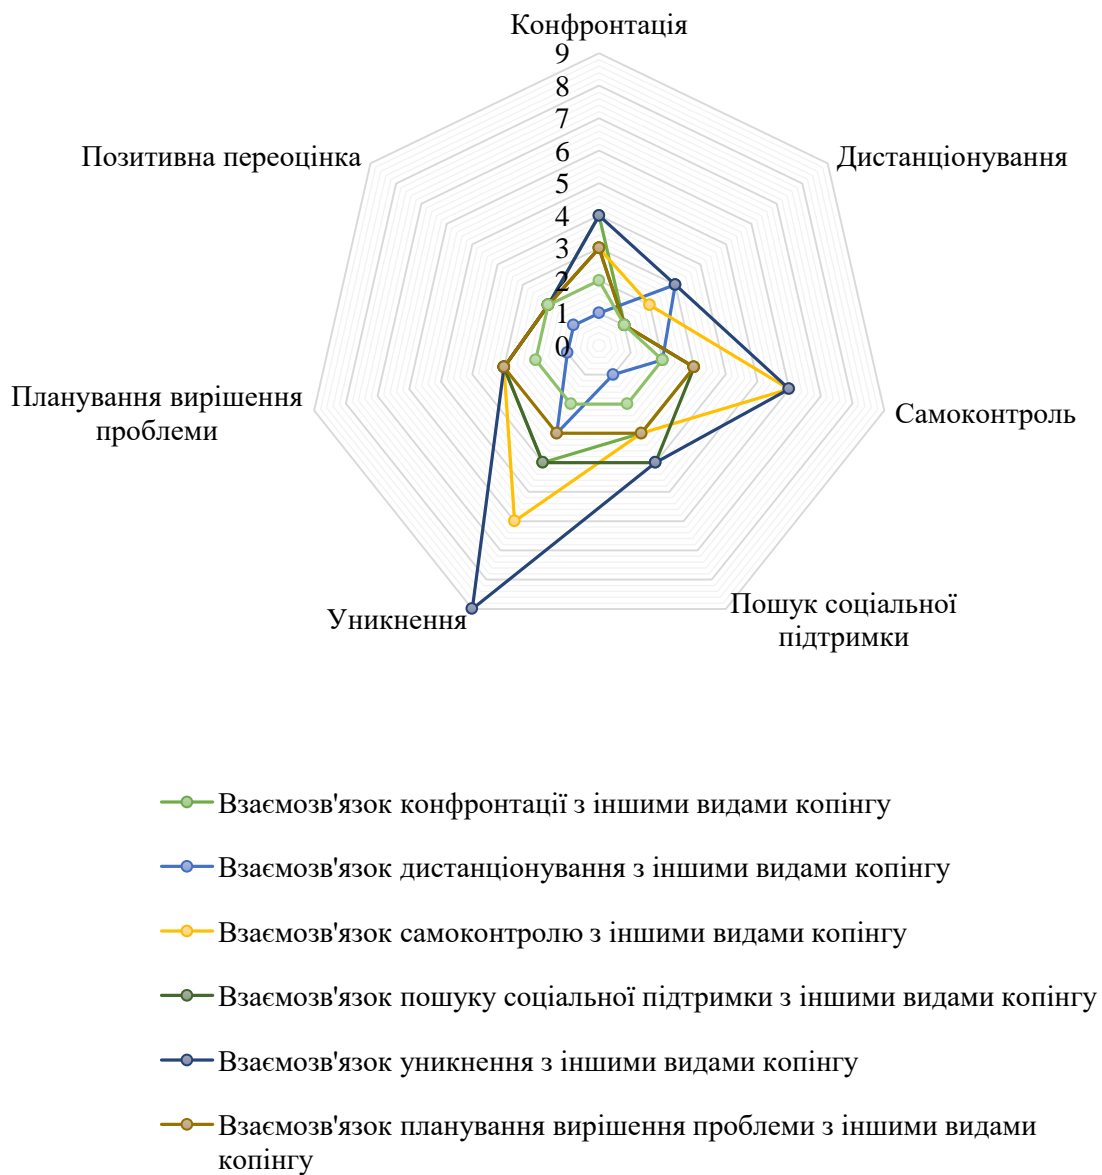 Конфронтація
9
8
7
6
5
4
3
2
1
0
Дистанціонування
Самоконтроль
Пошук соціальної
підтримки
Уникнення
Планування вирішення
проблеми
Позитивна переоцінка
Взаємозв'язок конфронтації з іншими видами копінгу
Взаємозв'язок дистанціонування з іншими видами копінгу
Взаємозв'язок самоконтролю з іншими видами копінгу
Взаємозв'язок пошуку соціальної підтримки з іншими видами копінгу
Взаємозв'язок уникнення з іншими видами копінгу
Взаємозв'язок планування вирішення проблеми з іншими видами
копінгу